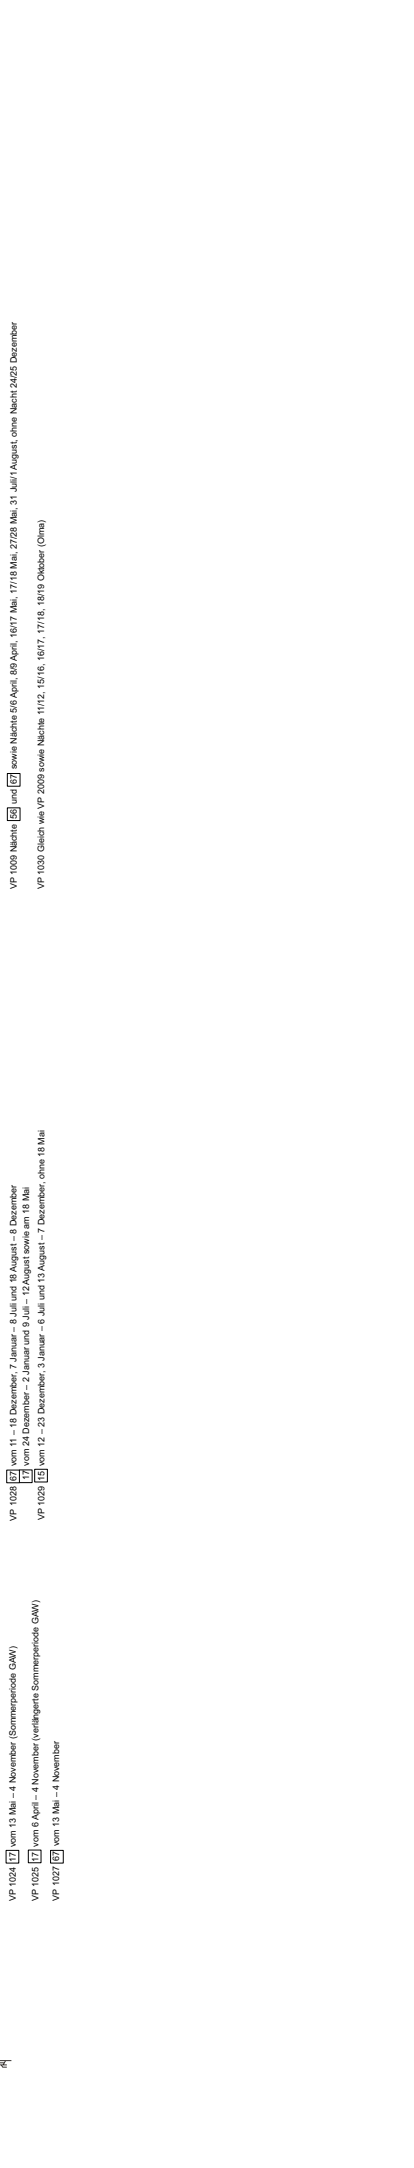 VP 1024 17 vom 13 Mai – 4 November (Sommerperiode GAW)
VP 1025 17 vom 6 April – 4 November (verlängerte Sommerperiode GAW)
VP 1027 67 vom 13 Mai – 4 November
VP 1028 67 vom 11 – 18 Dezember, 7 Januar – 8 Juli und 18 August – 8 Dezember
17 vom 24 Dezember – 2 Januar und 9 Juli – 12 August sowie am 18 Mai
VP 1029 15 vom 12 – 23 Dezember, 3 Januar – 6 Juli und 13 August – 7 Dezember, ohne 18 Mai
VP 1009 Nächte 56 und 67 sowie Nächte 5/6 April, 8/9 April, 16/17 Mai, 17/18 Mai, 27/28 Mai, 31 Juli/1 August, ohne Nacht 24/25 Dezember
VP 1030 Gleich wie VP 2009 sowie Nächte 11/12, 15/16, 16/17, 17/18, 18/19 Oktober (Olma)